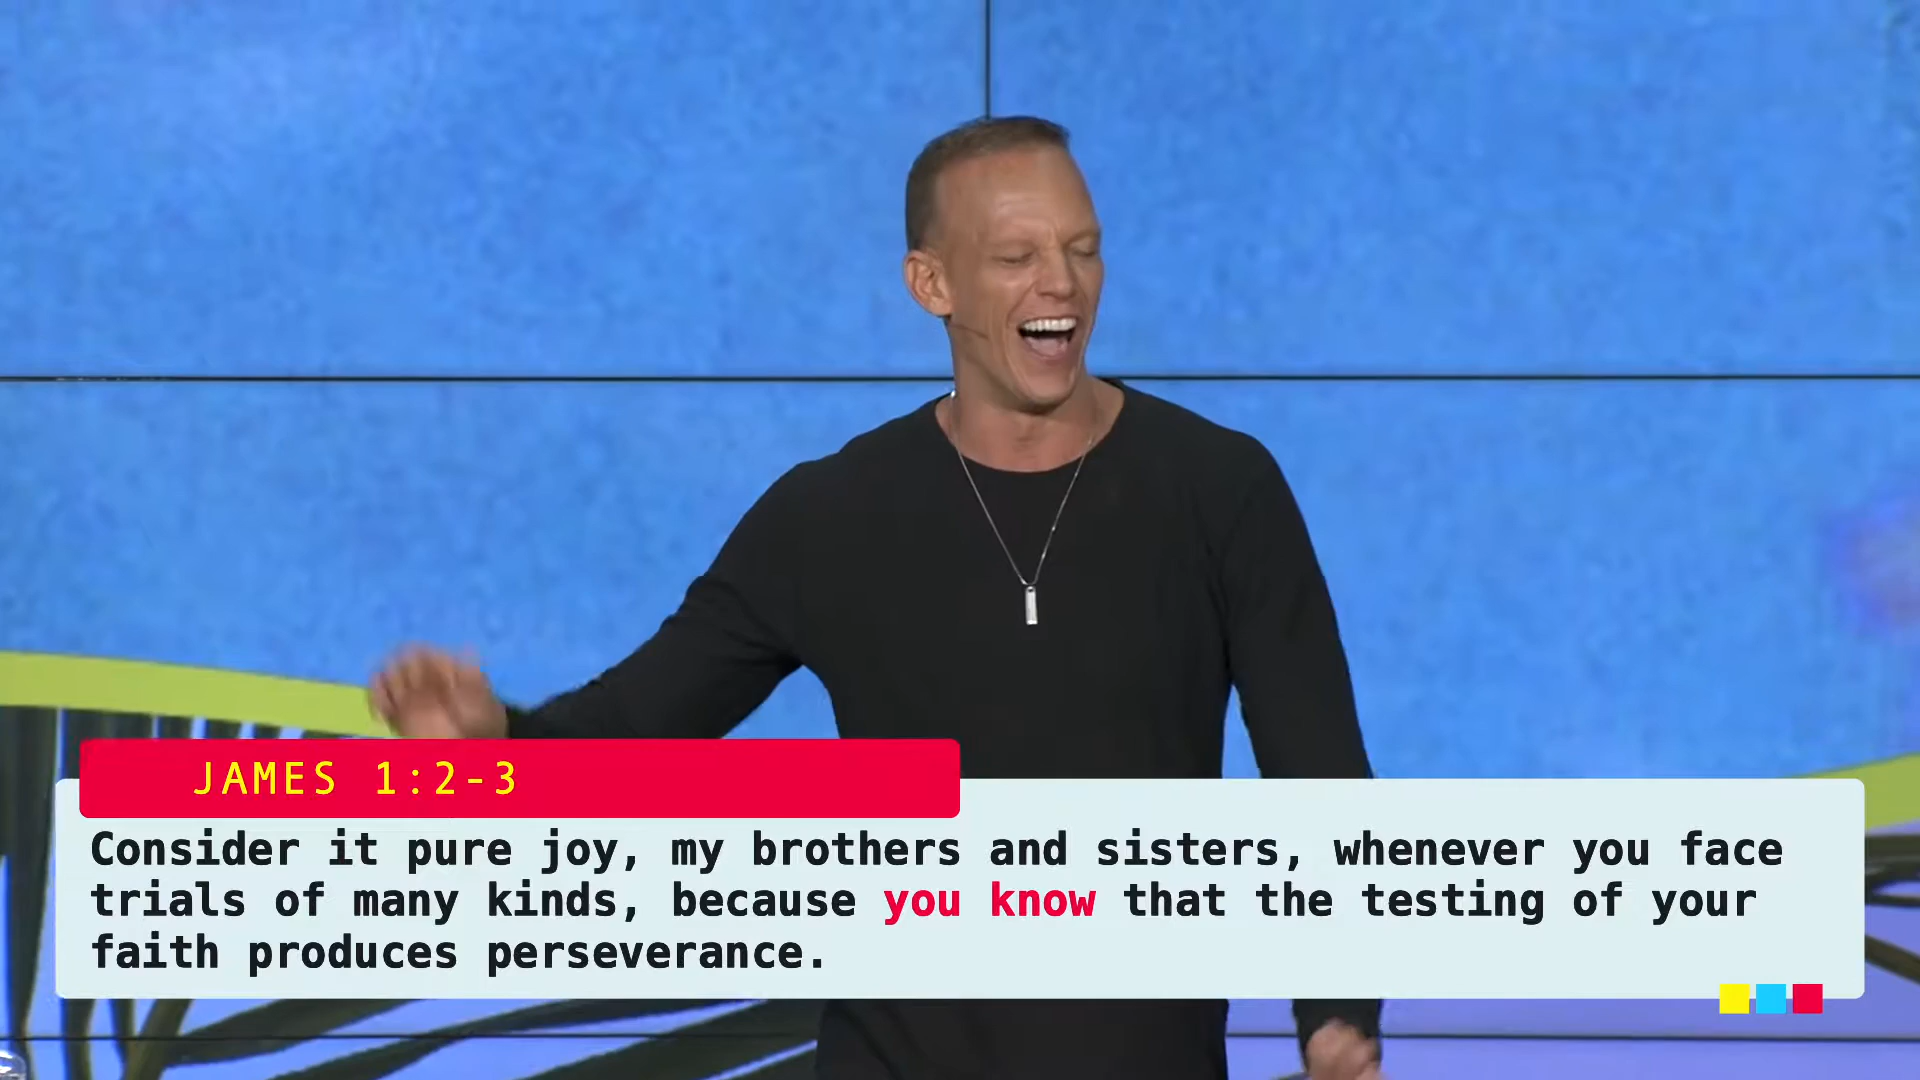 JAMES 1:2-3
Consider it pure joy, my brothers and sisters, whenever you face
trials of many kinds, because you know that the testing of your
faith produces perseverance.